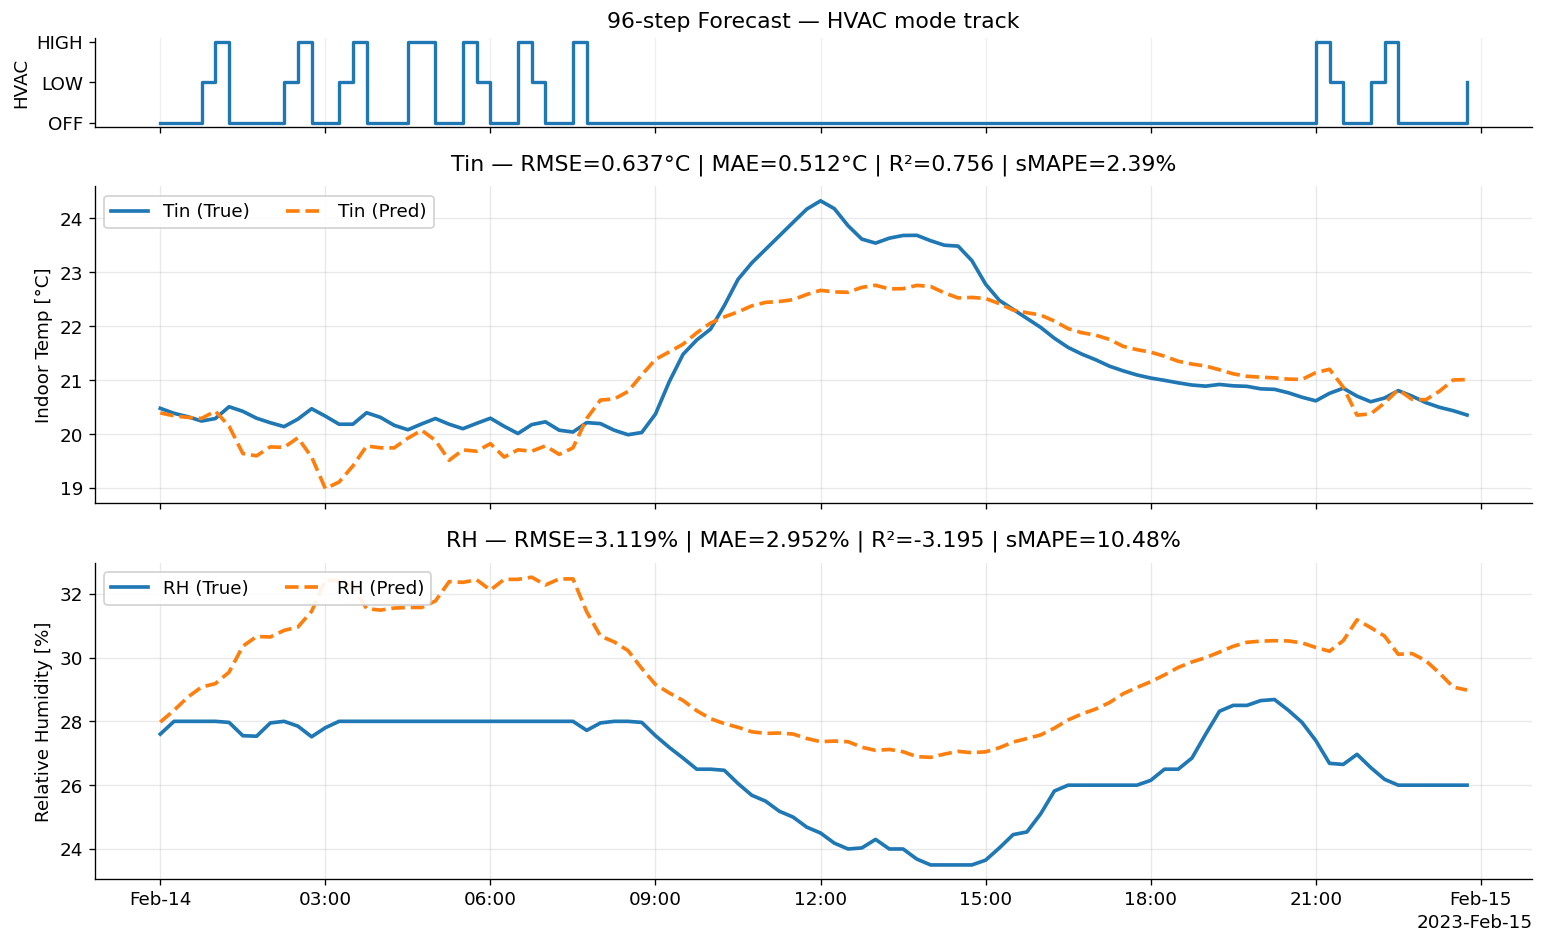 96-step Forecast — HVAC mode track
HVAC
HIGH
LOW
OFF
Tin — RMSE=0.637°C | MAE=0.512°C | R²=0.756 | sMAPE=2.39%
Tin (True) Tin (Pred)
Indoor Temp [°C]
24
23
22
21
20
19
RH — RMSE=3.119% | MAE=2.952% | R²=-3.195 | sMAPE=10.48%
RH (True) RH (Pred)
Relative Humidity [%]
32
30
28
26
24
Feb-14 03:00 06:00 09:00 12:00 15:00 18:00 21:00 Feb-15
2023-Feb-15